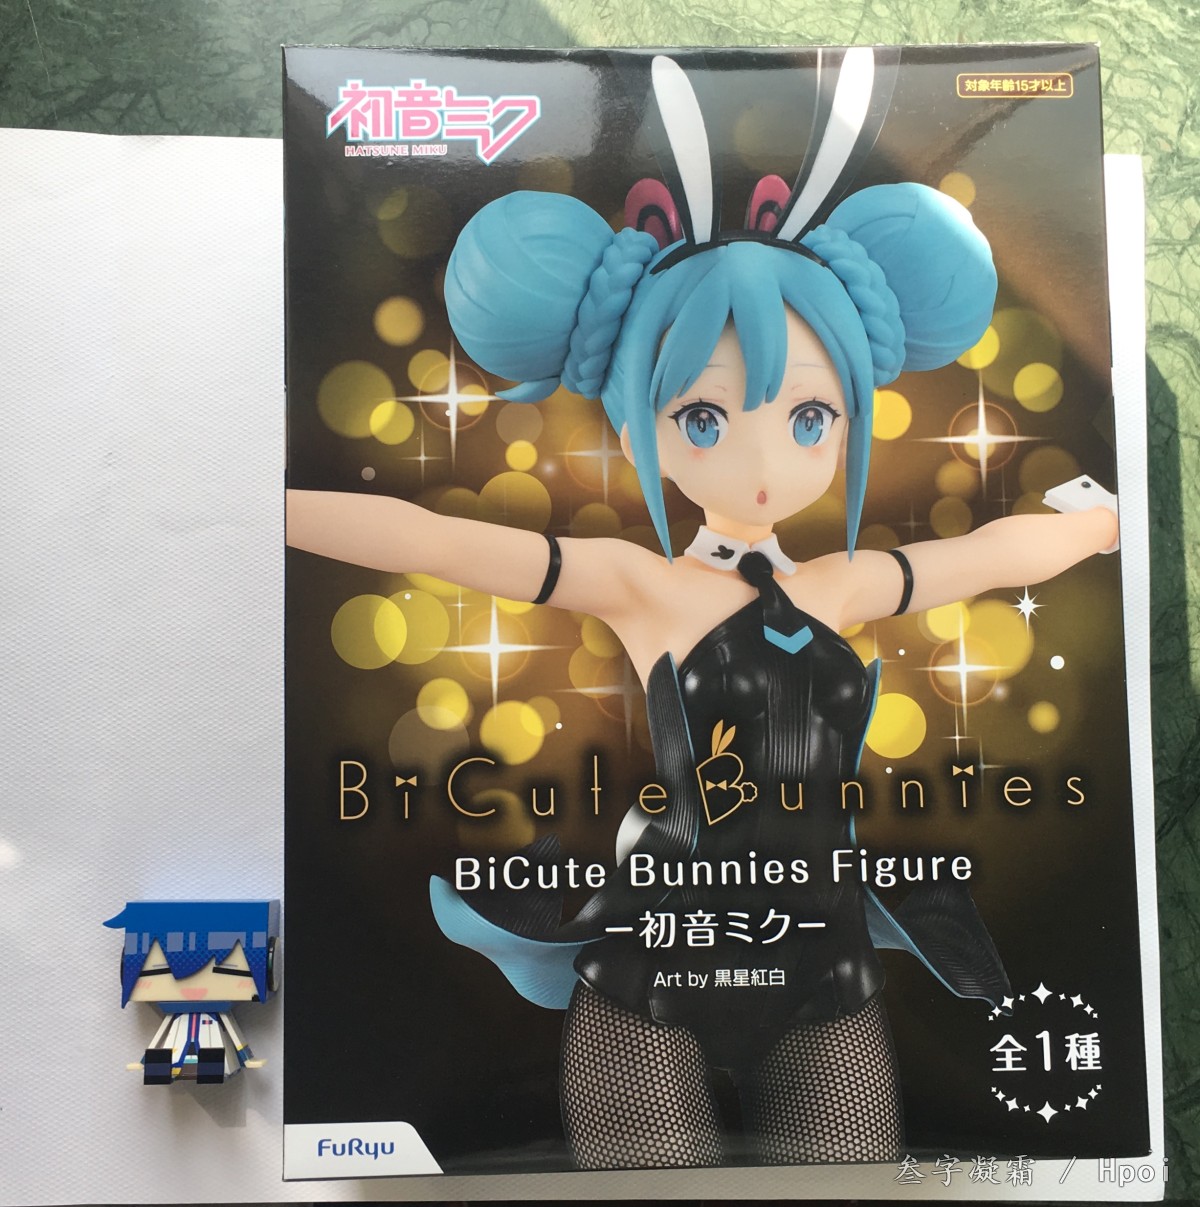 初音ミク
HATSUNE MIKU
対象年齢15才以上
BiCute Bunnies
BiCute Bunnies Figure
ー初音ミクー
Art by 黒星紅白
全1種
FuRyu
叁字凝霜 / Hpoi